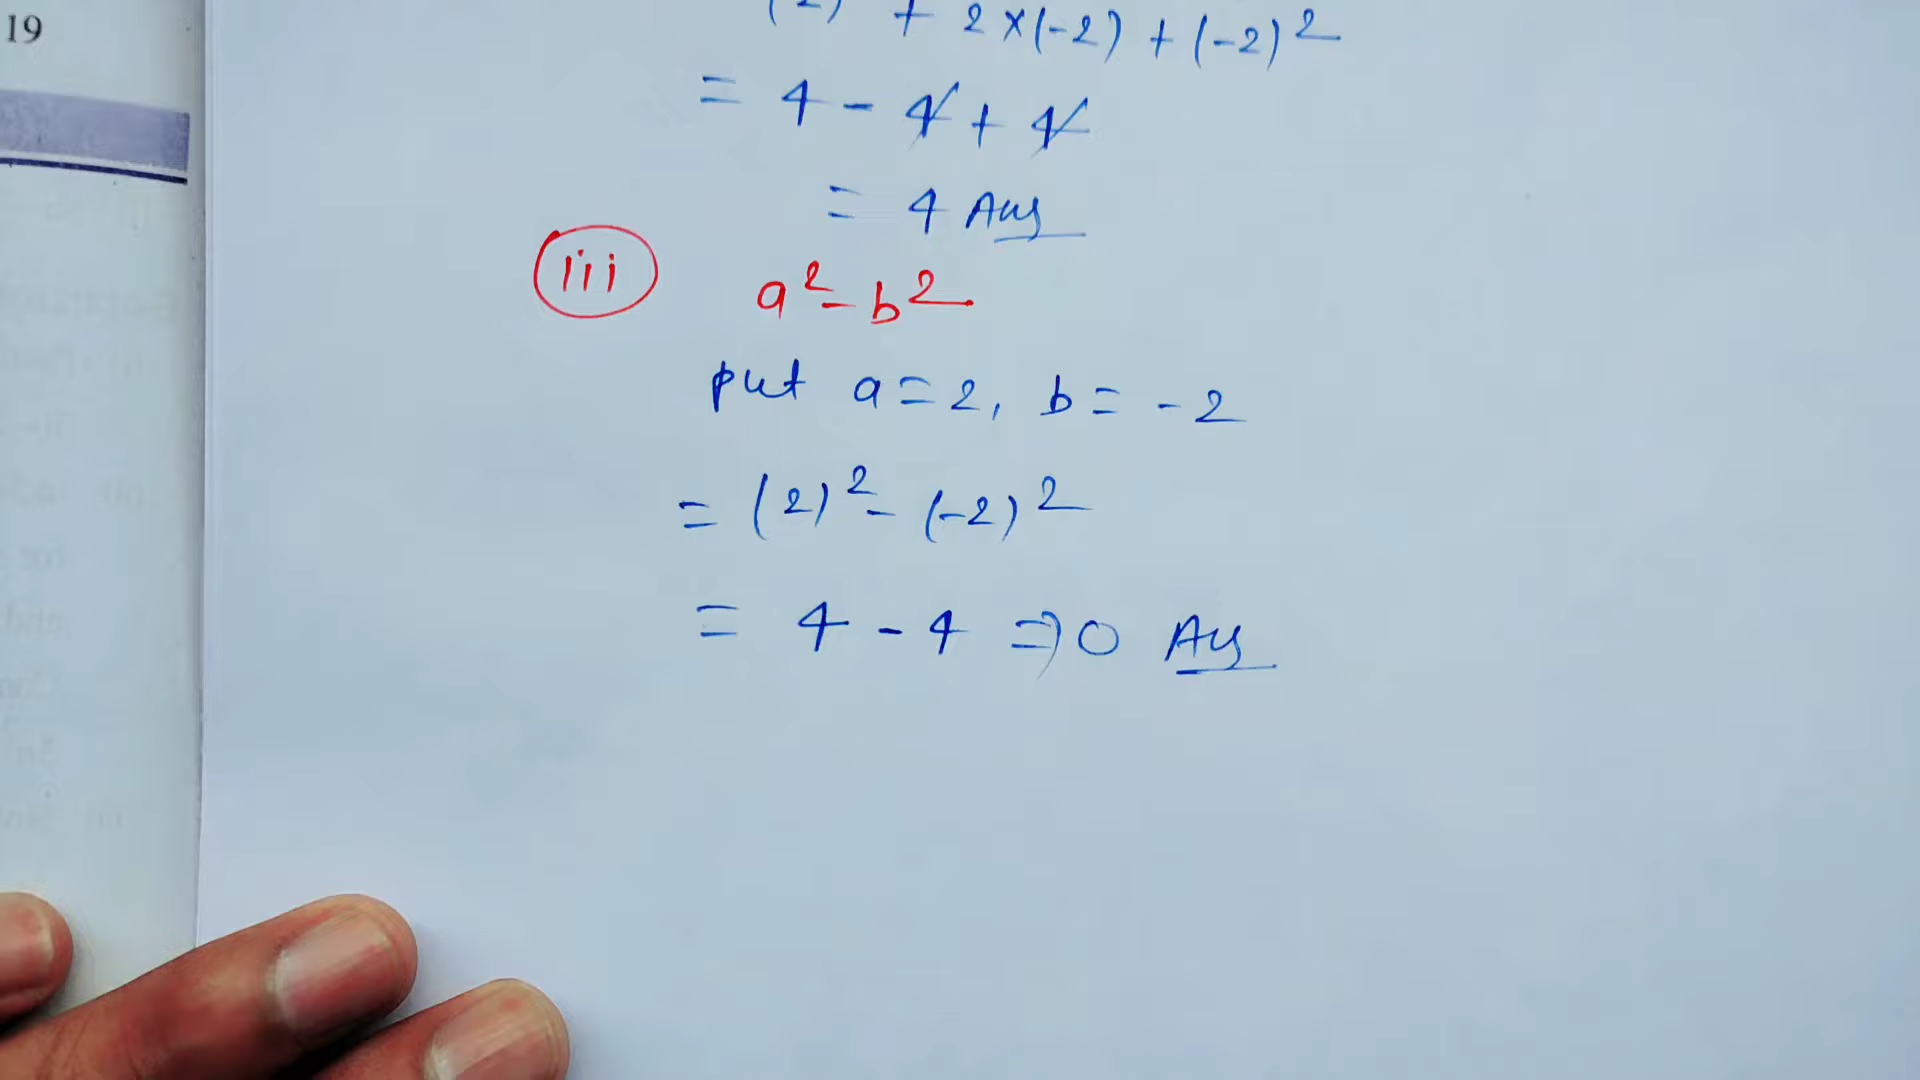 19
(2) + 2×(-2) + (-2)²
= 4 - 4 + 4
= 4 Ans
iii a² - b²
put a = 2, b = -2
= (2)² - (-2)²
= 4 - 4 ⇒ 0 Ans